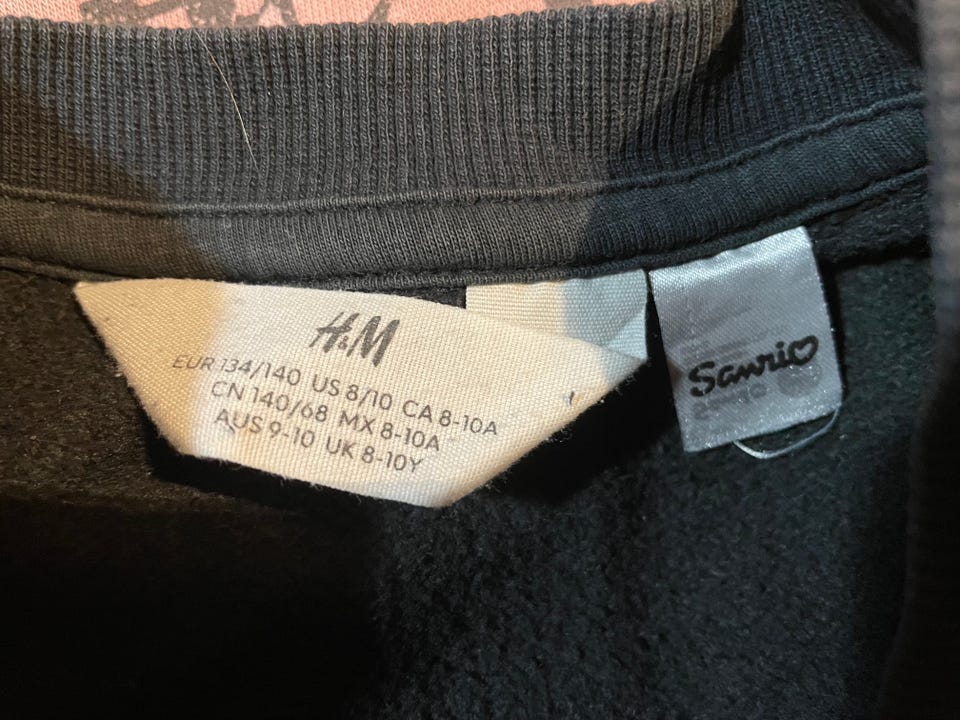 H&M
EUR 134/140 US 8/10 CA 8-10A
CN 140/68 MX 8-10A
AUS 9-10 UK 8-10Y
Sanrio